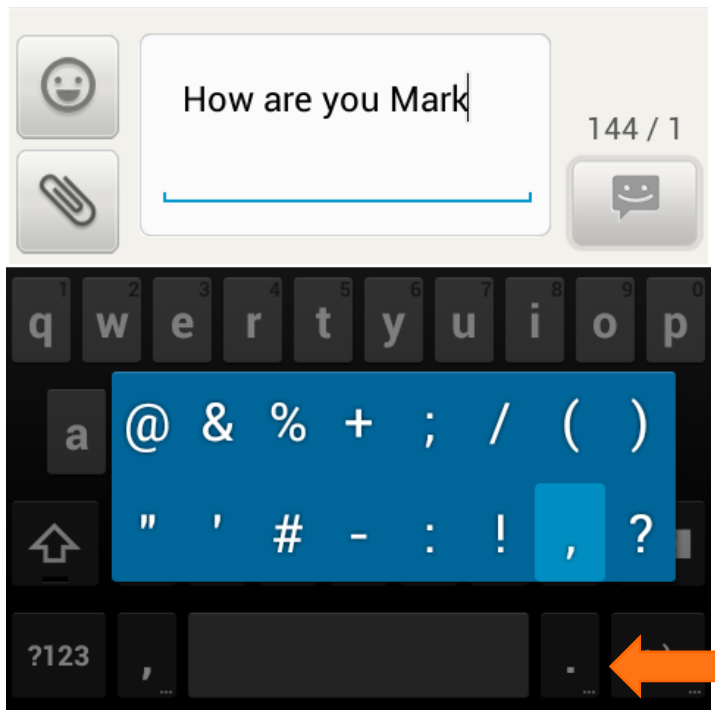 How are you Mark
144 / 1
1 2 3 4 5 6 7 8 9 0
q w e r t y u i o p
a @ & % + ; / ( )
" ' # - : ! , ?
?123 , ... . ... ...